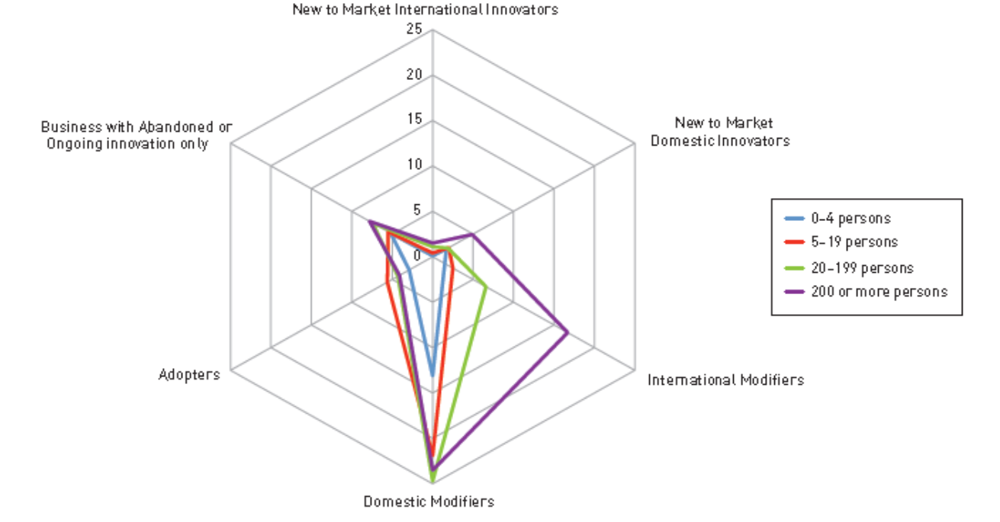 New to Market International Innovators
25
20
15
10
5
0
Business with Abandoned or
Ongoing innovation only
New to Market
Domestic Innovators
0–4 persons
5–19 persons
20–199 persons
200 or more persons
Adopters
International Modifiers
Domestic Modifiers